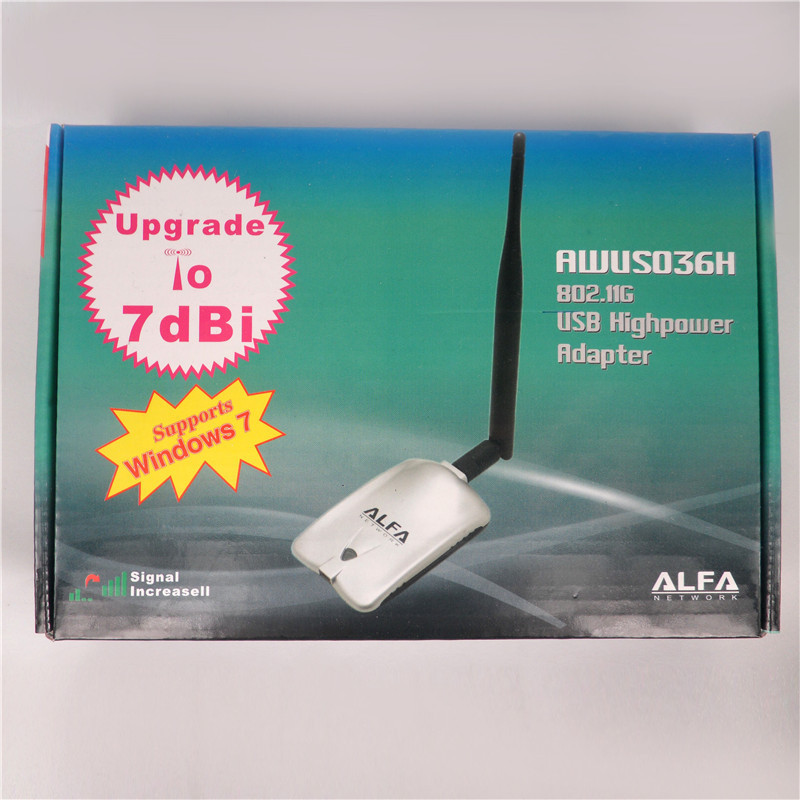 Upgrade
To
7dBi
Supports
Windows 7
Signal
Increasell
AWUS036H
802.11G
USB Highpower
Adapter
ALFA
NETWORK
ALFA
NETWORK